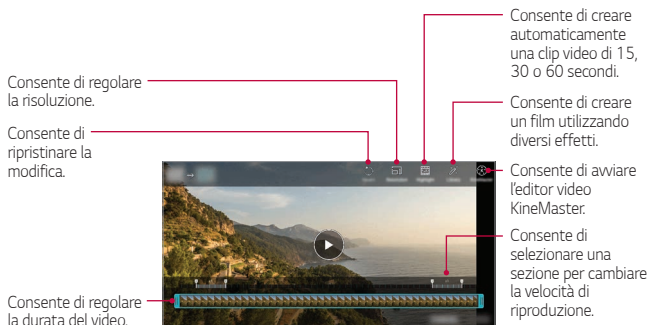 Consente di creare
automaticamente
una clip video di 15,
30 o 60 secondi.
Consente di regolare
la risoluzione.
Consente di creare
un film utilizzando
diversi effetti.
Consente di
ripristinare la
modifica.
Consente di avviare
l'editor video
KineMaster.
Consente di
selezionare una
sezione per cambiare
la velocità di
riproduzione.
Consente di regolare
la durata del video.